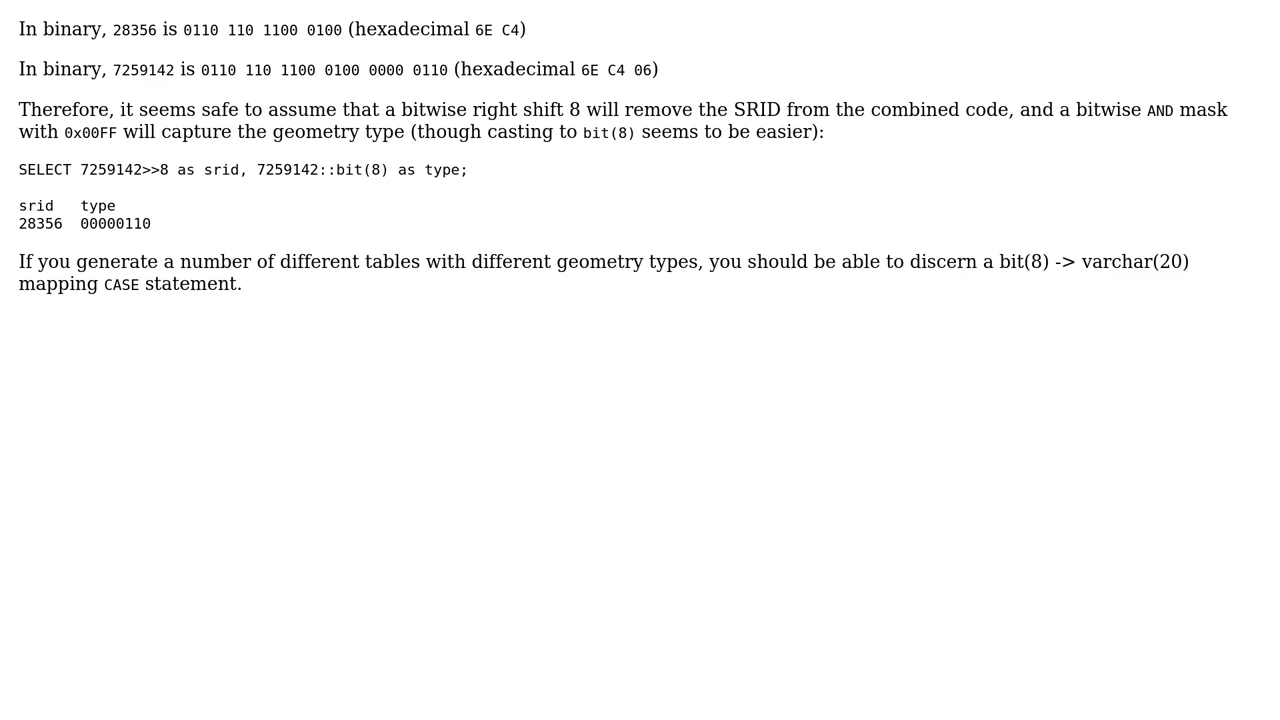 In binary, 28356 is 0110 110 1100 0100 (hexadecimal 6E C4)
In binary, 7259142 is 0110 110 1100 0100 0000 0110 (hexadecimal 6E C4 06)
Therefore, it seems safe to assume that a bitwise right shift 8 will remove the SRID from the combined code, and a bitwise AND mask
with 0x00FF will capture the geometry type (though casting to bit(8) seems to be easier):
SELECT 7259142>>8 as srid, 7259142::bit(8) as type;
srid   type
28356  00000110
If you generate a number of different tables with different geometry types, you should be able to discern a bit(8) -> varchar(20)
mapping CASE statement.